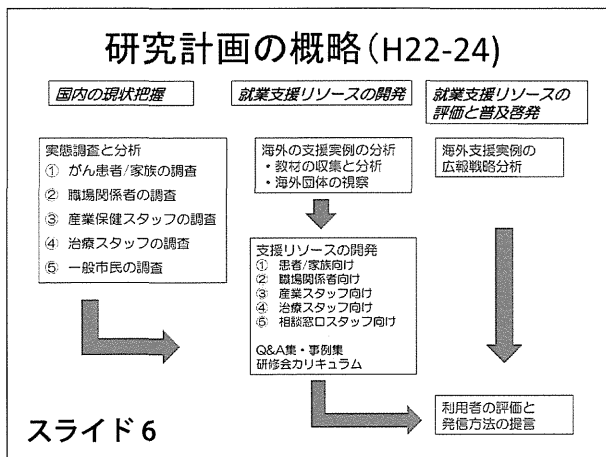 研究計画の概略(H22-24)
国内の現状把握
実態調査と分析
① がん患者/家族の調査
② 職場関係者の調査
③ 産業保健スタッフの調査
④ 治療スタッフの調査
⑤ 一般市民の調査
就業支援リソースの開発
海外の支援実例の分析
・教材の収集と分析
・海外団体の視察
支援リソースの開発
① 患者/家族向け
② 職場関係者向け
③ 産業スタッフ向け
④ 治療スタッフ向け
⑤ 相談窓口スタッフ向け
Q&A集・事例集
研修会カリキュラム
就業支援リソースの
評価と普及啓発
海外支援実例の
広報戦略分析
利用者の評価と
発信方法の提言
スライド 6